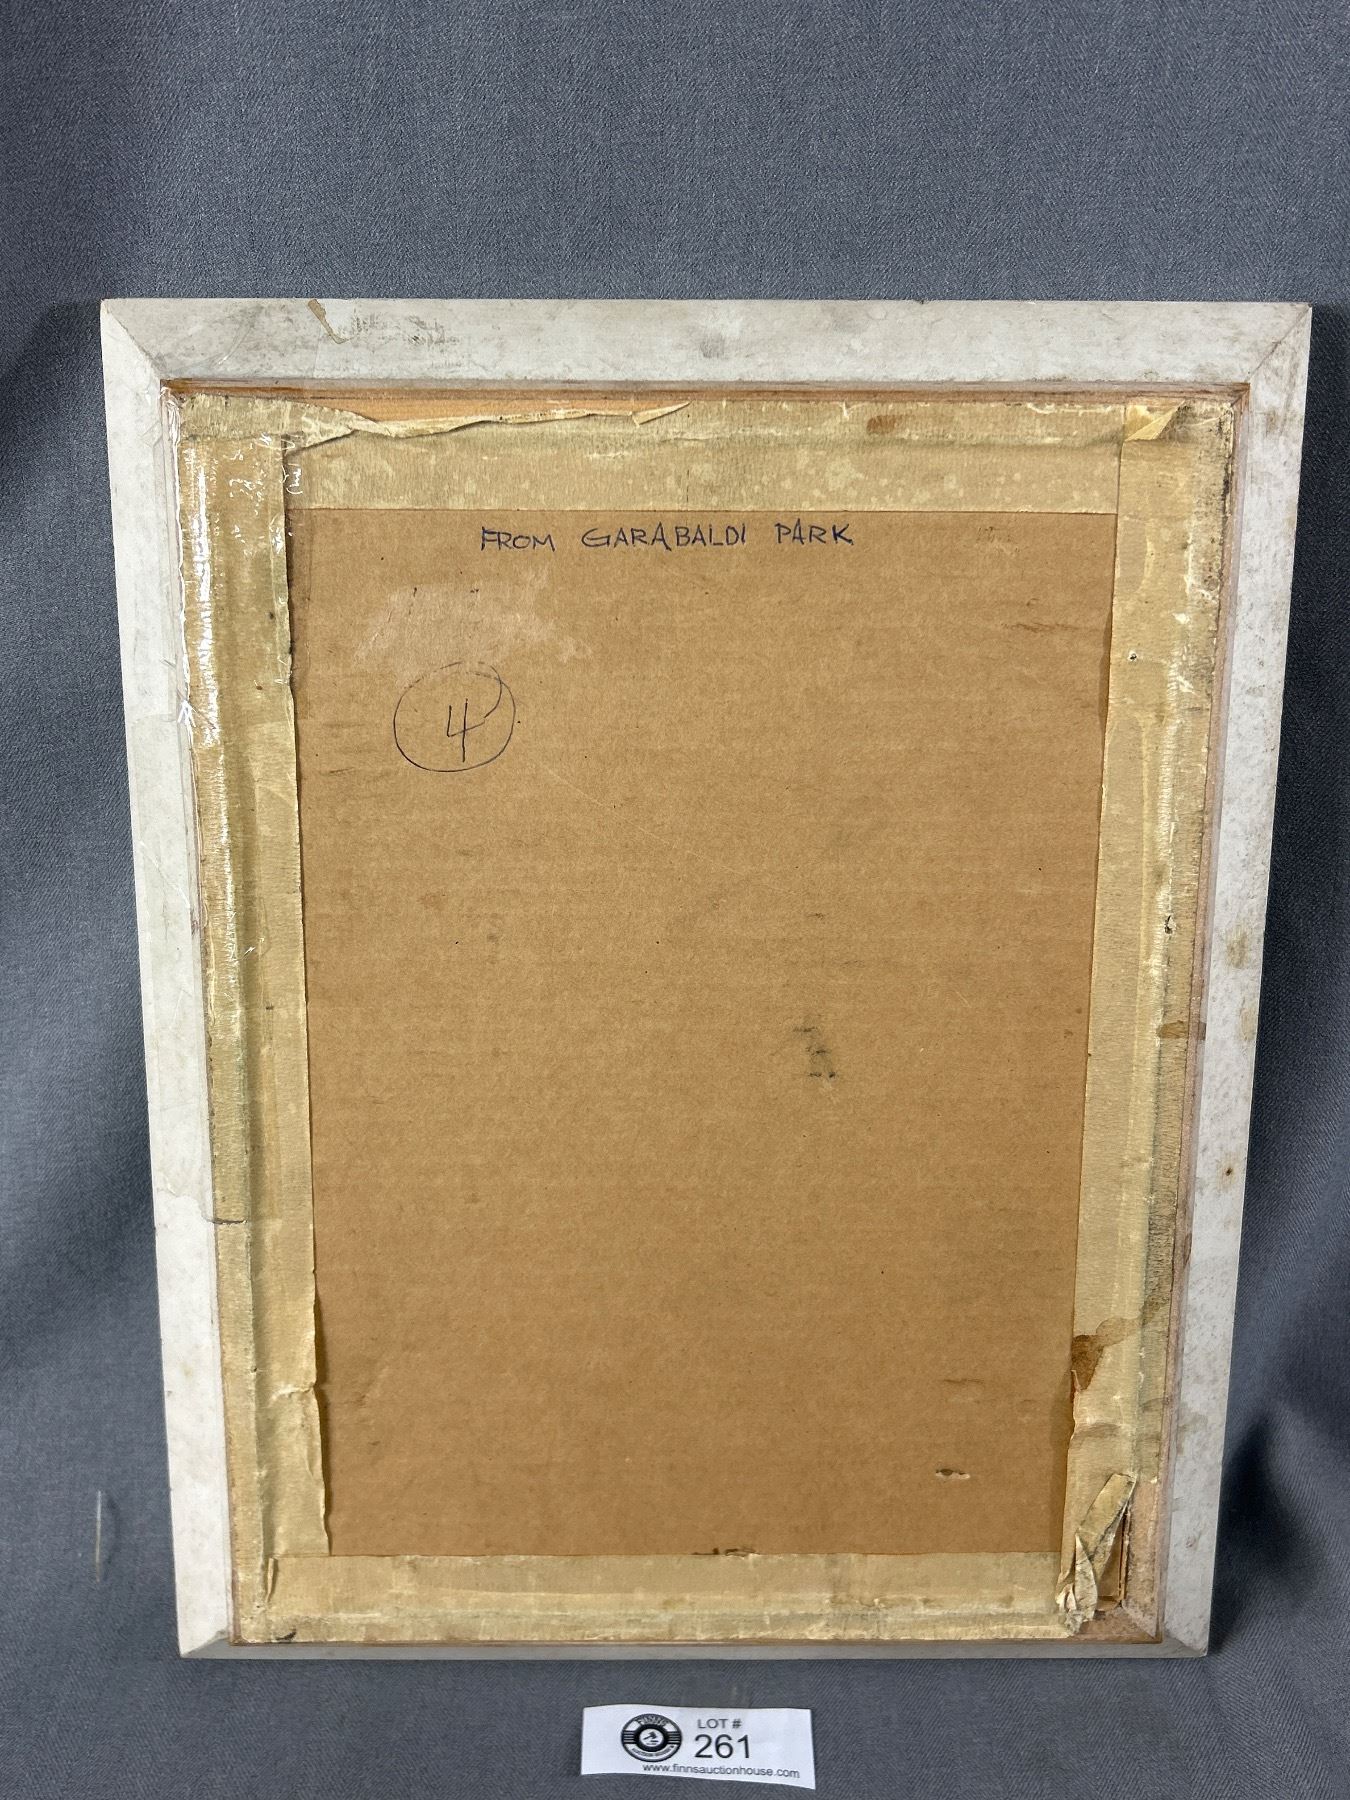 FROM GARABALDI PARK
4
LOT #
261
www.finnsauctionhouse.com